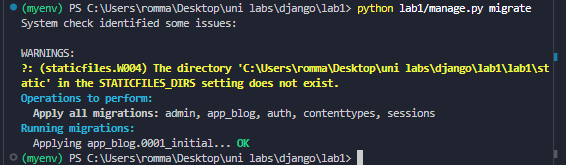 (myenv) PS C:\Users\romma\Desktop\uni labs\django\lab1> python lab1/manage.py migrate
System check identified some issues:
WARNINGS:
?: (staticfiles.W004) The directory 'C:\Users\romma\Desktop\uni labs\django\lab1\lab1\st
atic' in the STATICFILES_DIRS setting does not exist.
Operations to perform:
Apply all migrations: admin, app_blog, auth, contenttypes, sessions
Running migrations:
Applying app_blog.0001_initial... OK
(myenv) PS C:\Users\romma\Desktop\uni labs\django\lab1>